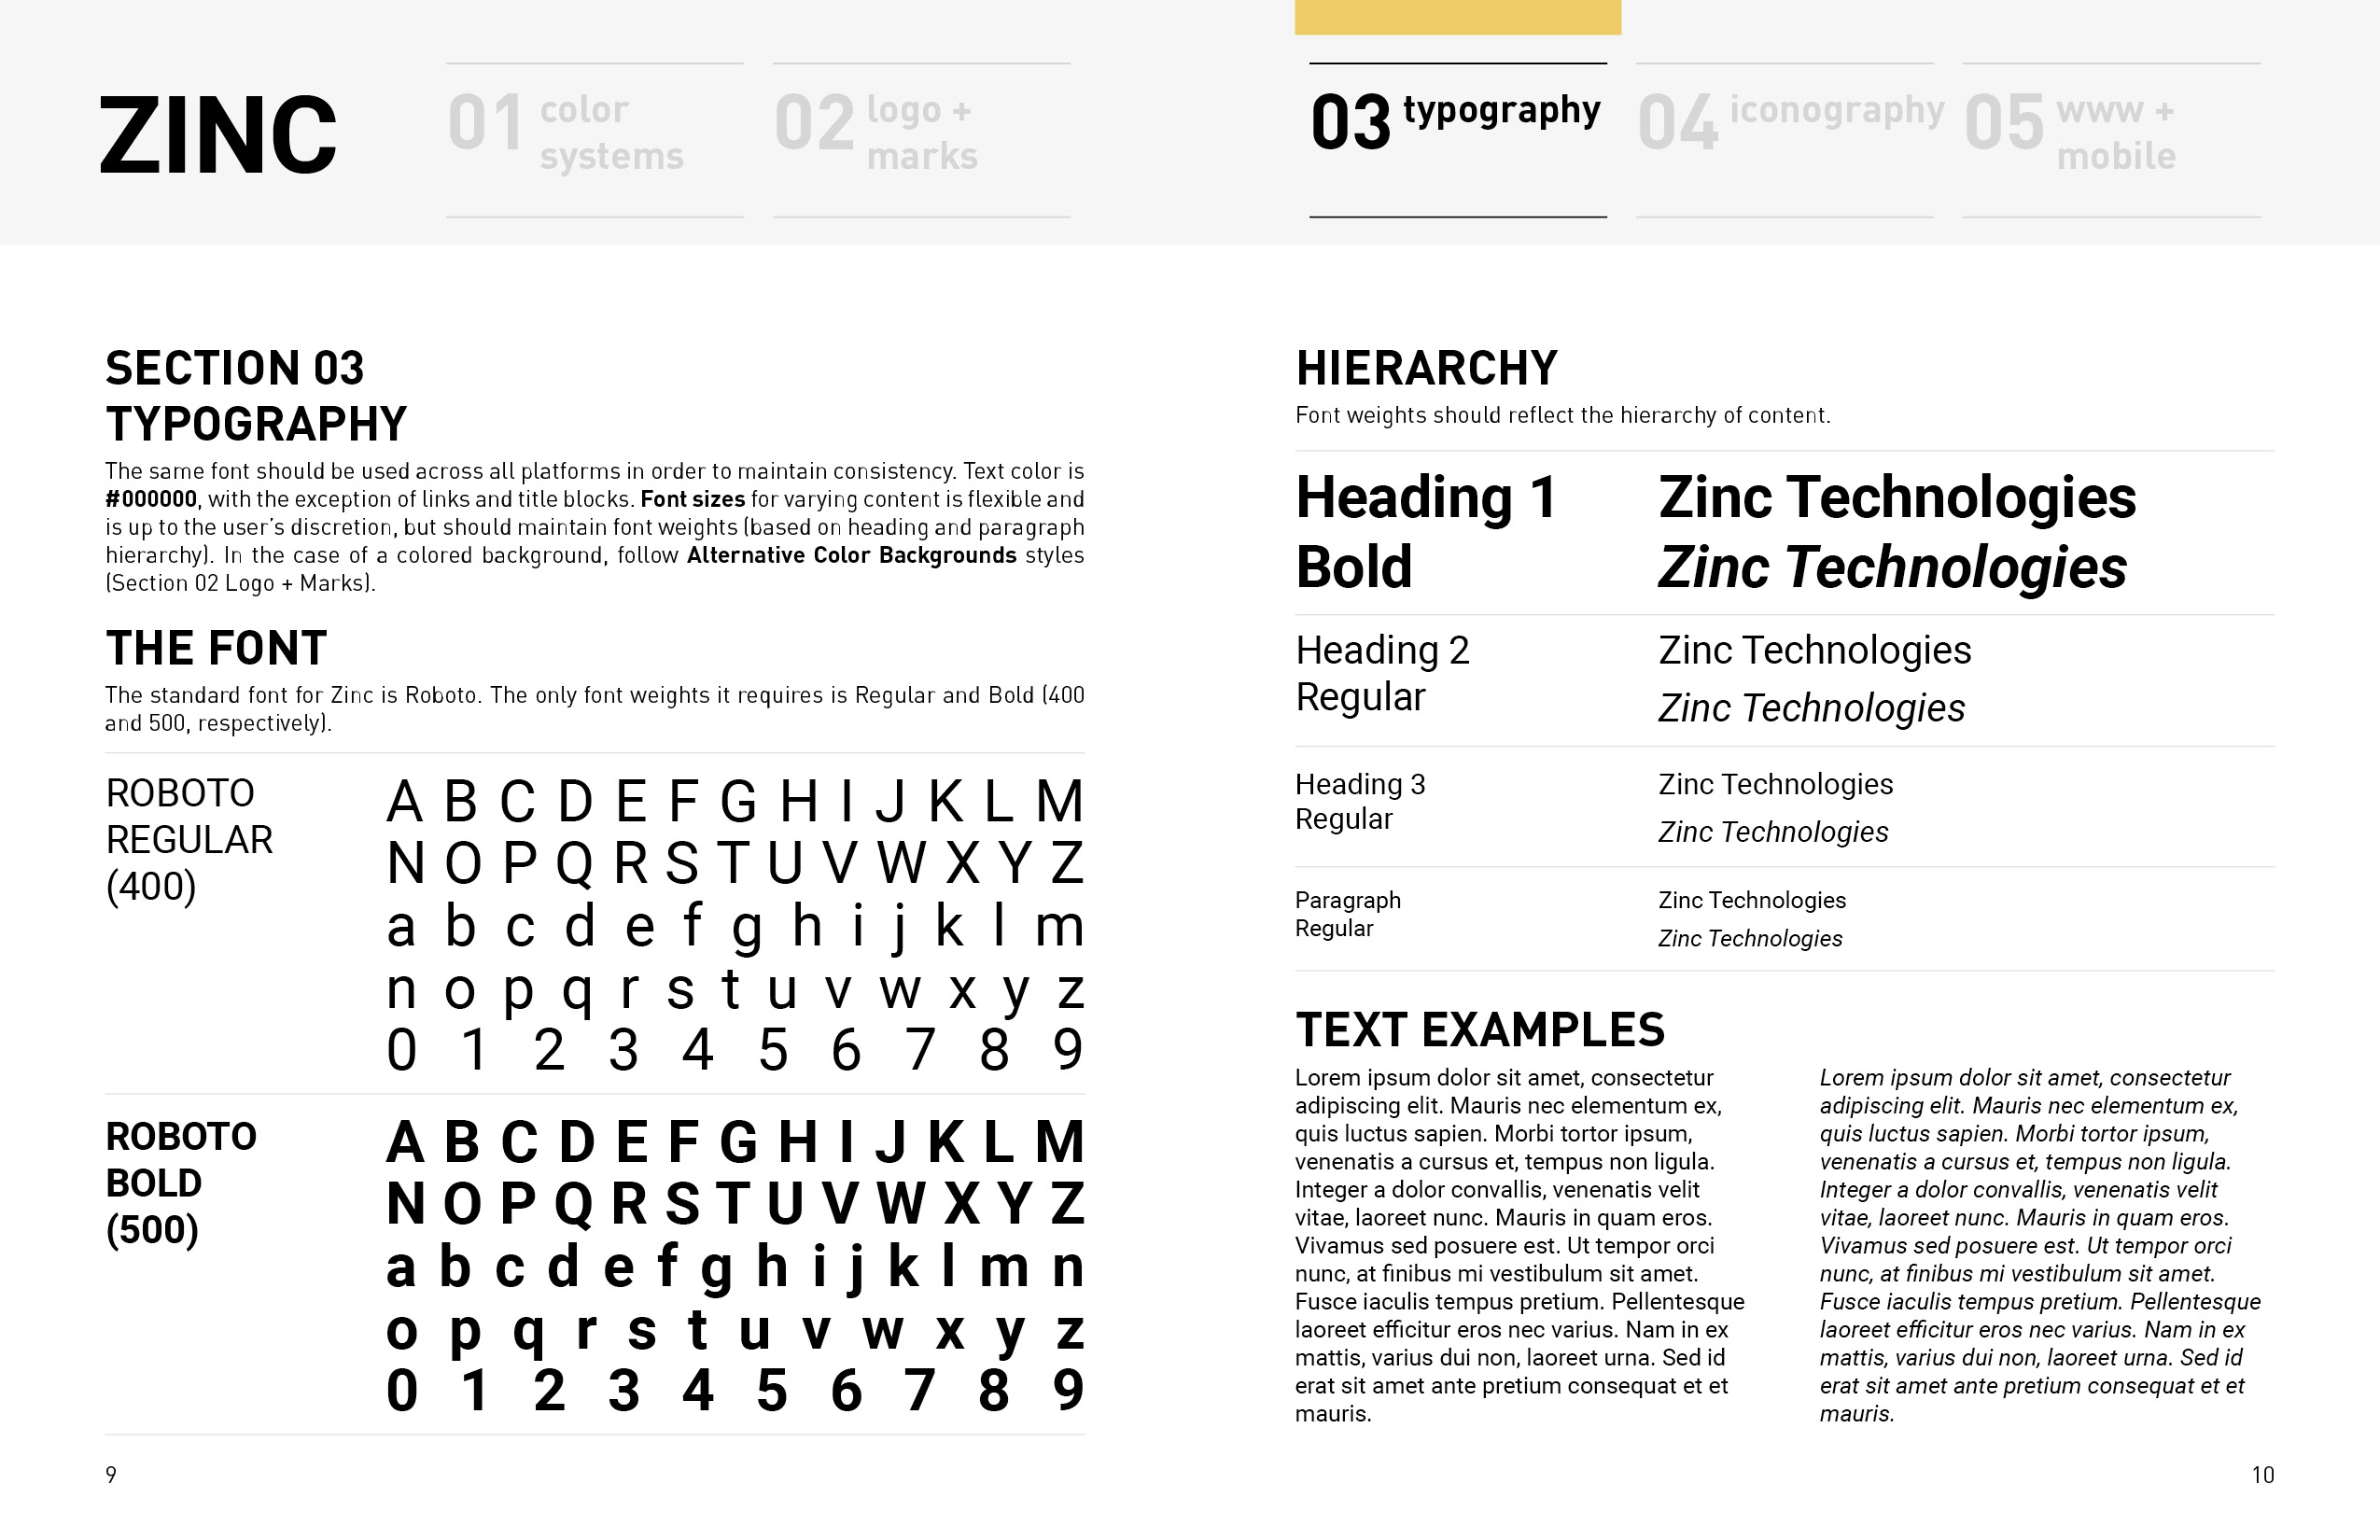 ZINC
01 color
systems
02 logo +
marks
03 typography
04 iconography
05 www +
mobile
SECTION 03
TYPOGRAPHY
The same font should be used across all platforms in order to maintain consistency. Text color is
#000000, with the exception of links and title blocks. Font sizes for varying content is flexible and
is up to the user’s discretion, but should maintain font weights (based on heading and paragraph
hierarchy). In the case of a colored background, follow Alternative Color Backgrounds styles
(Section 02 Logo + Marks).
THE FONT
The standard font for Zinc is Roboto. The only font weights it requires is Regular and Bold (400
and 500, respectively).
ROBOTO
REGULAR
(400)
A B C D E F G H I J K L M
N O P Q R S T U V W X Y Z
a b c d e f g h i j k l m
n o p q r s t u v w x y z
0 1 2 3 4 5 6 7 8 9
ROBOTO
BOLD
(500)
A B C D E F G H I J K L M
N O P Q R S T U V W X Y Z
a b c d e f g h i j k l m n
o p q r s t u v w x y z
0 1 2 3 4 5 6 7 8 9
9
HIERARCHY
Font weights should reflect the hierarchy of content.
Heading 1
Bold
Zinc Technologies
Zinc Technologies
Heading 2
Regular
Zinc Technologies
Zinc Technologies
Heading 3
Regular
Zinc Technologies
Zinc Technologies
Paragraph
Regular
Zinc Technologies
Zinc Technologies
TEXT EXAMPLES
Lorem ipsum dolor sit amet, consectetur
adipiscing elit. Mauris nec elementum ex,
quis luctus sapien. Morbi tortor ipsum,
venenatis a cursus et, tempus non ligula.
Integer a dolor convallis, venenatis velit
vitae, laoreet nunc. Mauris in quam eros.
Vivamus sed posuere est. Ut tempor orci
nunc, at finibus mi vestibulum sit amet.
Fusce iaculis tempus pretium. Pellentesque
laoreet efficitur eros nec varius. Nam in ex
mattis, varius dui non, laoreet urna. Sed id
erat sit amet ante pretium consequat et et
mauris.
Lorem ipsum dolor sit amet, consectetur
adipiscing elit. Mauris nec elementum ex,
quis luctus sapien. Morbi tortor ipsum,
venenatis a cursus et, tempus non ligula.
Integer a dolor convallis, venenatis velit
vitae, laoreet nunc. Mauris in quam eros.
Vivamus sed posuere est. Ut tempor orci
nunc, at finibus mi vestibulum sit amet.
Fusce iaculis tempus pretium. Pellentesque
laoreet efficitur eros nec varius. Nam in ex
mattis, varius dui non, laoreet urna. Sed id
erat sit amet ante pretium consequat et et
mauris.
10